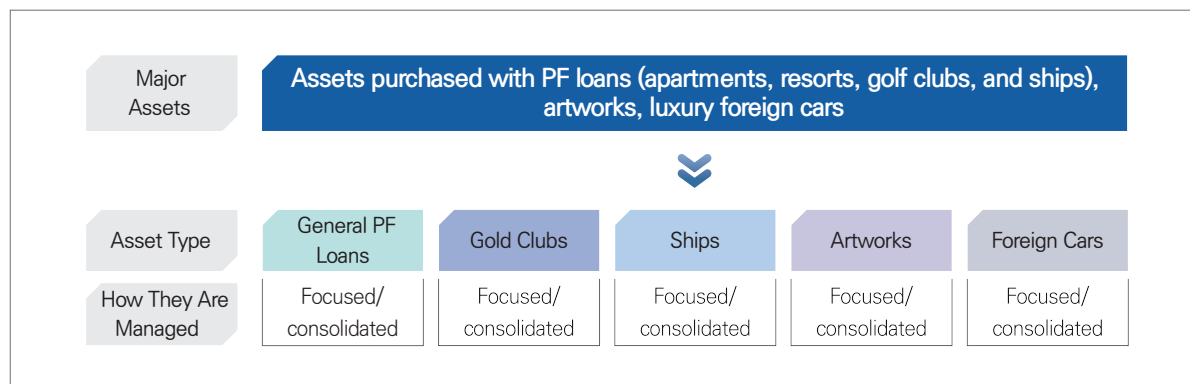 Major
Assets
Assets purchased with PF loans (apartments, resorts, golf clubs, and ships),
artworks, luxury foreign cars
Asset Type
General PF
Loans
Gold Clubs
Ships
Artworks
Foreign Cars
How They Are
Managed
Focused/
consolidated
Focused/
consolidated
Focused/
consolidated
Focused/
consolidated
Focused/
consolidated